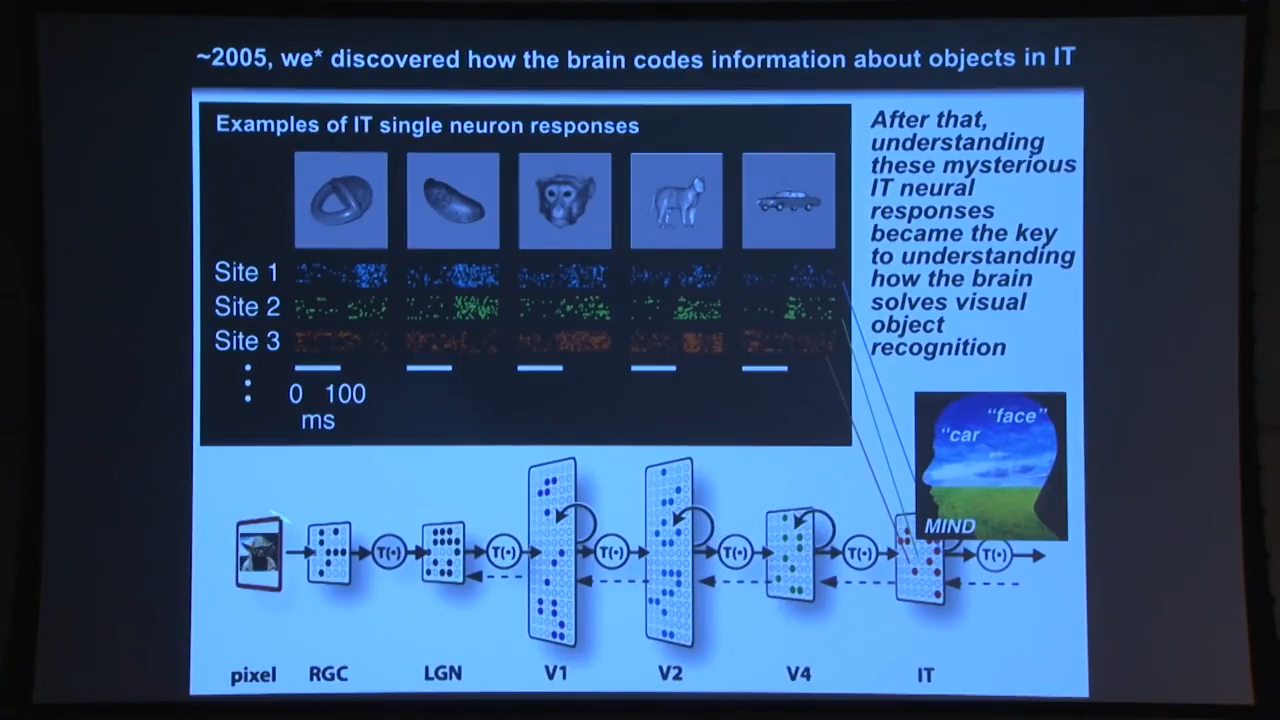 ~2005, we* discovered how the brain codes information about objects in IT
Examples of IT single neuron responses
Site 1
Site 2
Site 3
0 100
ms
After that,
understanding
these mysterious
IT neural
responses
became the key
to understanding
how the brain
solves visual
object
recognition
“face”
“car
MIND
T(•)
T(•)
T(•)
T(•)
T(•)
T(•)
pixel
RGC
LGN
V1
V2
V4
IT